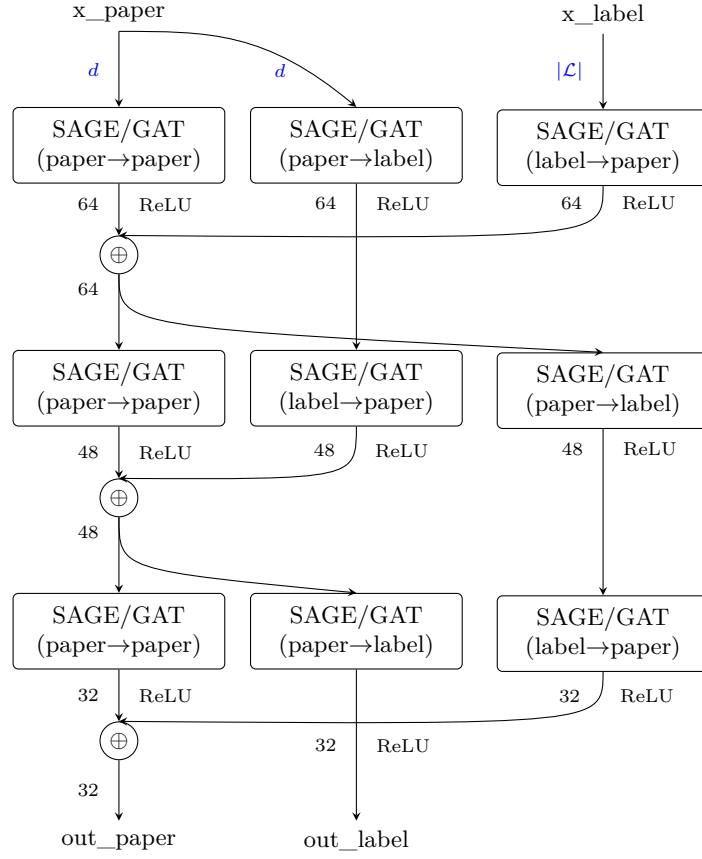 x_paper
x_label
d
d
|ℒ|
SAGE/GAT
(paper→paper)
SAGE/GAT
(paper→label)
SAGE/GAT
(label→paper)
64
ReLU
64
ReLU
64
ReLU
⊕
64
SAGE/GAT
(paper→paper)
SAGE/GAT
(label→paper)
SAGE/GAT
(paper→label)
48
ReLU
48
ReLU
48
ReLU
⊕
48
SAGE/GAT
(paper→paper)
SAGE/GAT
(paper→label)
SAGE/GAT
(label→paper)
32
ReLU
32
ReLU
⊕
32
ReLU
32
out_paper
out_label